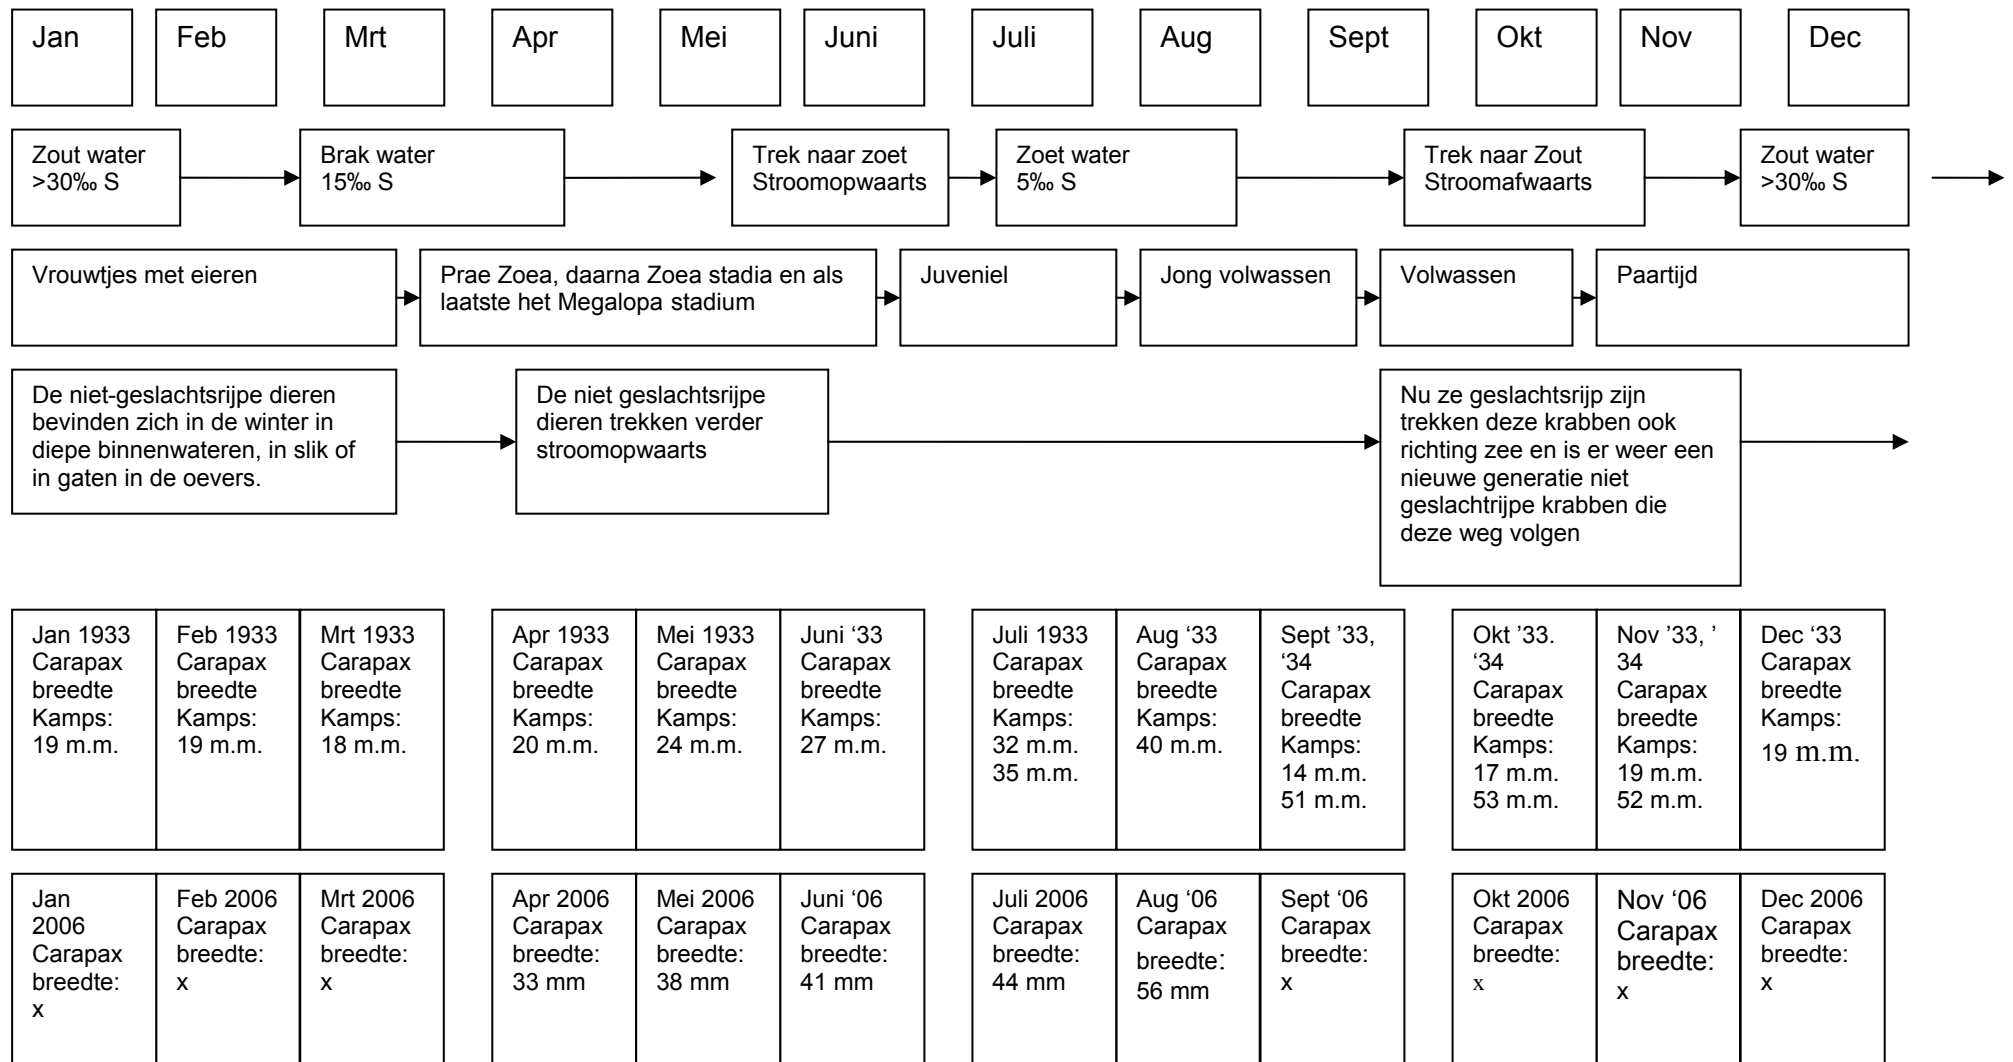 Jan
Feb
Mrt
Apr
Mei
Juni
Juli
Aug
Sept
Okt
Nov
Dec
Zout water
>30‰ S
Brak water
15‰ S
Trek naar zoet
Stroomopwaarts
Zoet water
5‰ S
Trek naar Zout
Stroomafwaarts
Zout water
>30‰ S
Vrouwtjes met eieren
Prae Zoea, daarna Zoea stadia en als
laatste het Megalopa stadium
Juveniel
Jong volwassen
Volwassen
Paartijd
De niet-geslachtsrijpe dieren
bevinden zich in de winter in
diepe binnenwateren, in slik of
in gaten in de oevers.
De niet geslachtsrijpe
dieren trekken verder
stroomopwaarts
Nu ze geslachtsrijp zijn
trekken deze krabben ook
richting zee en is er weer een
nieuwe generatie niet
geslachtrijpe krabben die
deze weg volgen
Jan 1933
Carapax
breedte
Kamps:
19 m.m.
Feb 1933
Carapax
breedte
Kamps:
19 m.m.
Mrt 1933
Carapax
breedte
Kamps:
18 m.m.
Apr 1933
Carapax
breedte
Kamps:
20 m.m.
Mei 1933
Carapax
breedte
Kamps:
24 m.m.
Juni ‘33
Carapax
breedte
Kamps:
27 m.m.
Juli 1933
Carapax
breedte
Kamps:
32 m.m.
35 m.m.
Aug ‘33
Carapax
breedte
Kamps:
40 m.m.
Sept ’33,
‘34
Carapax
breedte
Kamps:
14 m.m.
51 m.m.
Okt ’33.
‘34
Carapax
breedte
Kamps:
17 m.m.
53 m.m.
Nov ’33, ’
34
Carapax
breedte
Kamps:
19 m.m.
52 m.m.
Dec ‘33
Carapax
breedte
Kamps:
19 m.m.
Jan
2006
Carapax
breedte:
x
Feb 2006
Carapax
breedte:
x
Mrt 2006
Carapax
breedte:
x
Apr 2006
Carapax
breedte:
33 mm
Mei 2006
Carapax
breedte:
38 mm
Juni ‘06
Carapax
breedte:
41 mm
Juli 2006
Carapax
breedte:
44 mm
Aug ‘06
Carapax
breedte:
56 mm
Sept ‘06
Carapax
breedte:
x
Okt 2006
Carapax
breedte:
x
Nov ‘06
Carapax
breedte:
x
Dec 2006
Carapax
breedte:
x